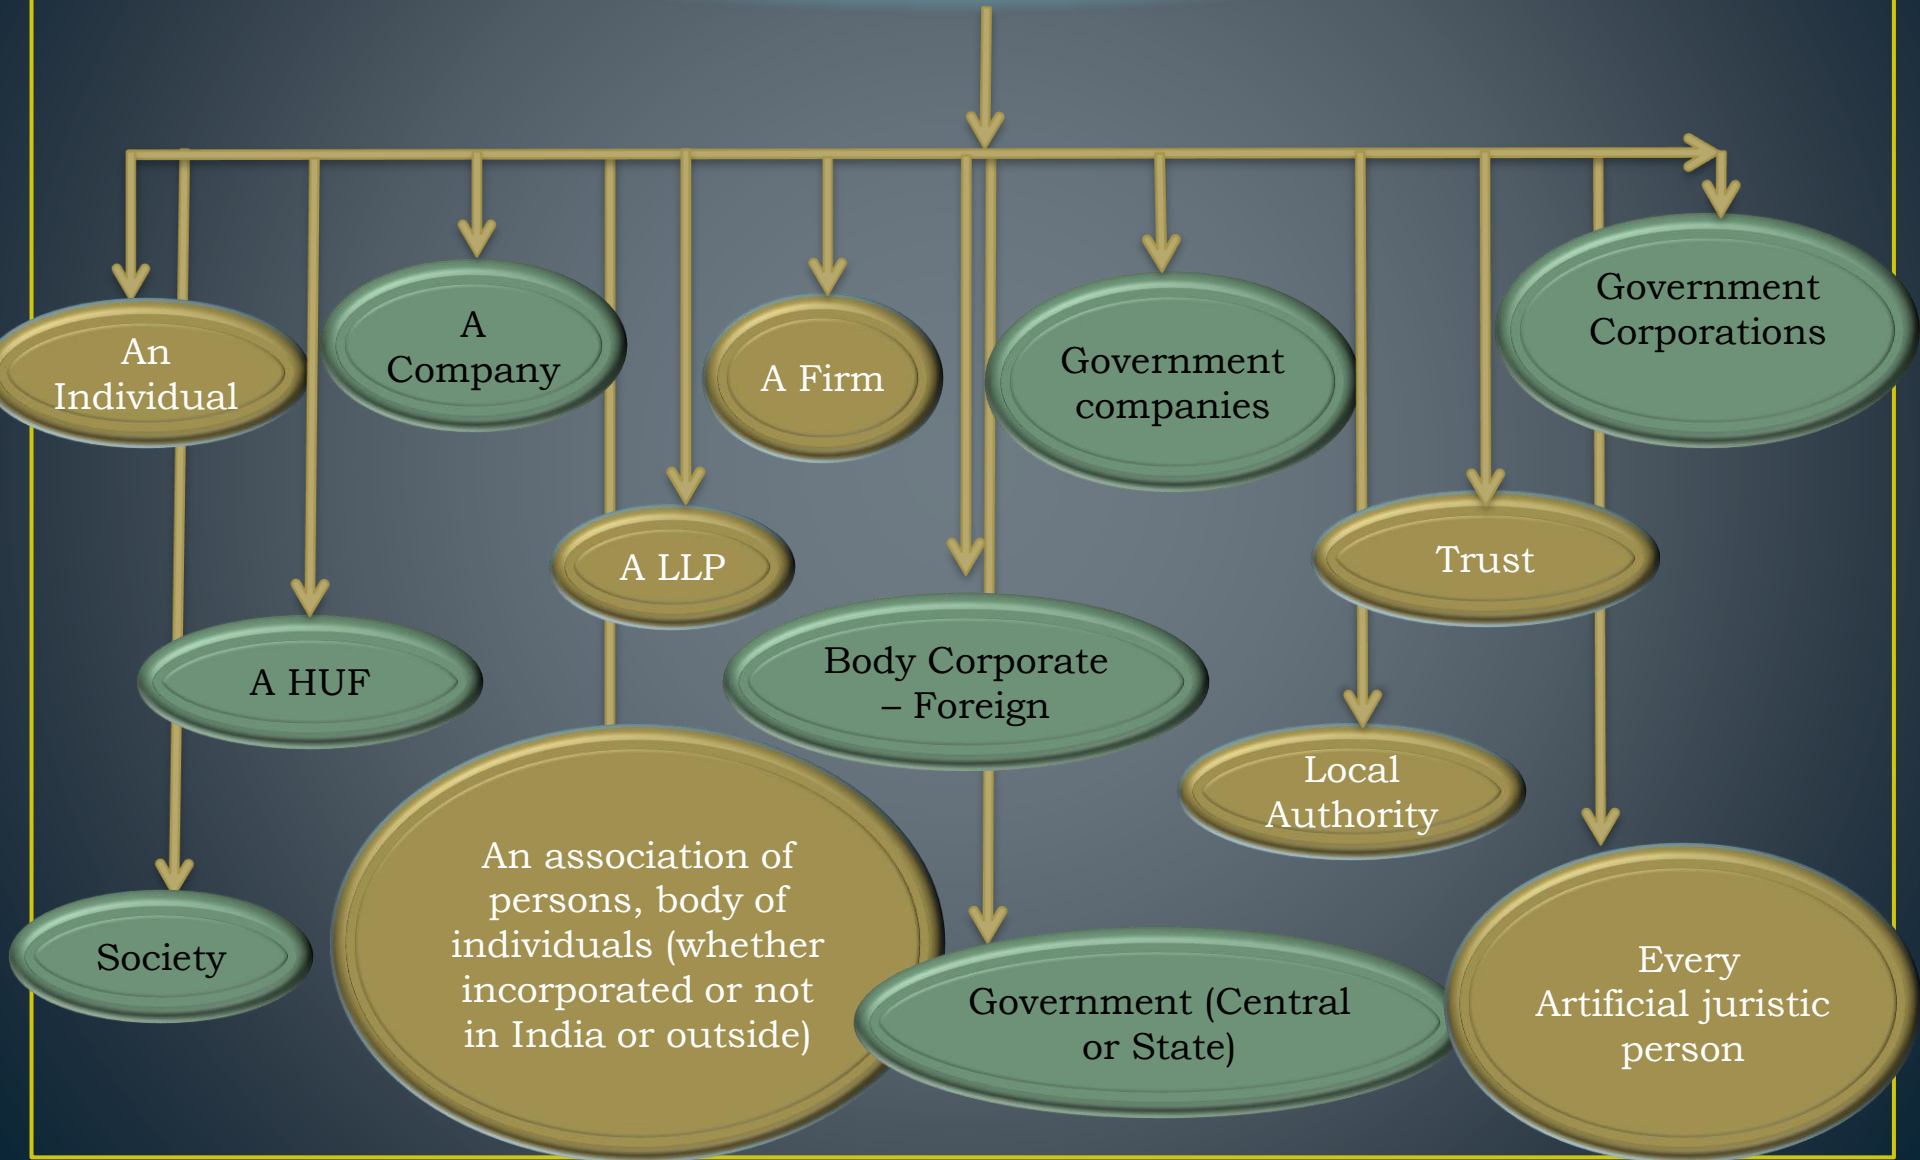 An
Individual
A
Company
A Firm
Government
companies
Government
Corporations
A LLP
Trust
A HUF
Body Corporate
– Foreign
Local
Authority
Society
An association of
persons, body of
individuals (whether
incorporated or not
in India or outside)
Government (Central
or State)
Every
Artificial juristic
person